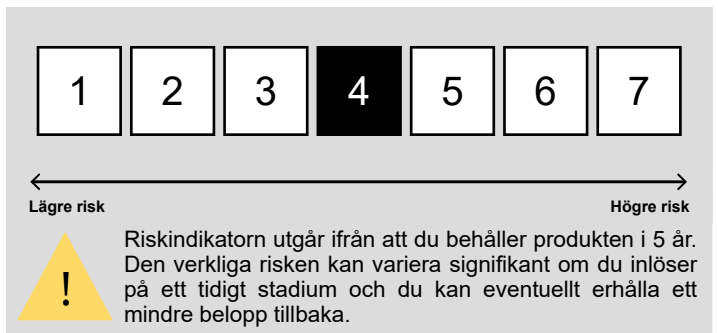 1 2 3 4 5 6 7
Lägre risk Högre risk
!
Riskindikatorn utgår ifrån att du behåller produkten i 5 år.
Den verkliga risken kan variera signifikant om du inlöser
på ett tidigt stadium och du kan eventuellt erhålla ett
mindre belopp tillbaka.